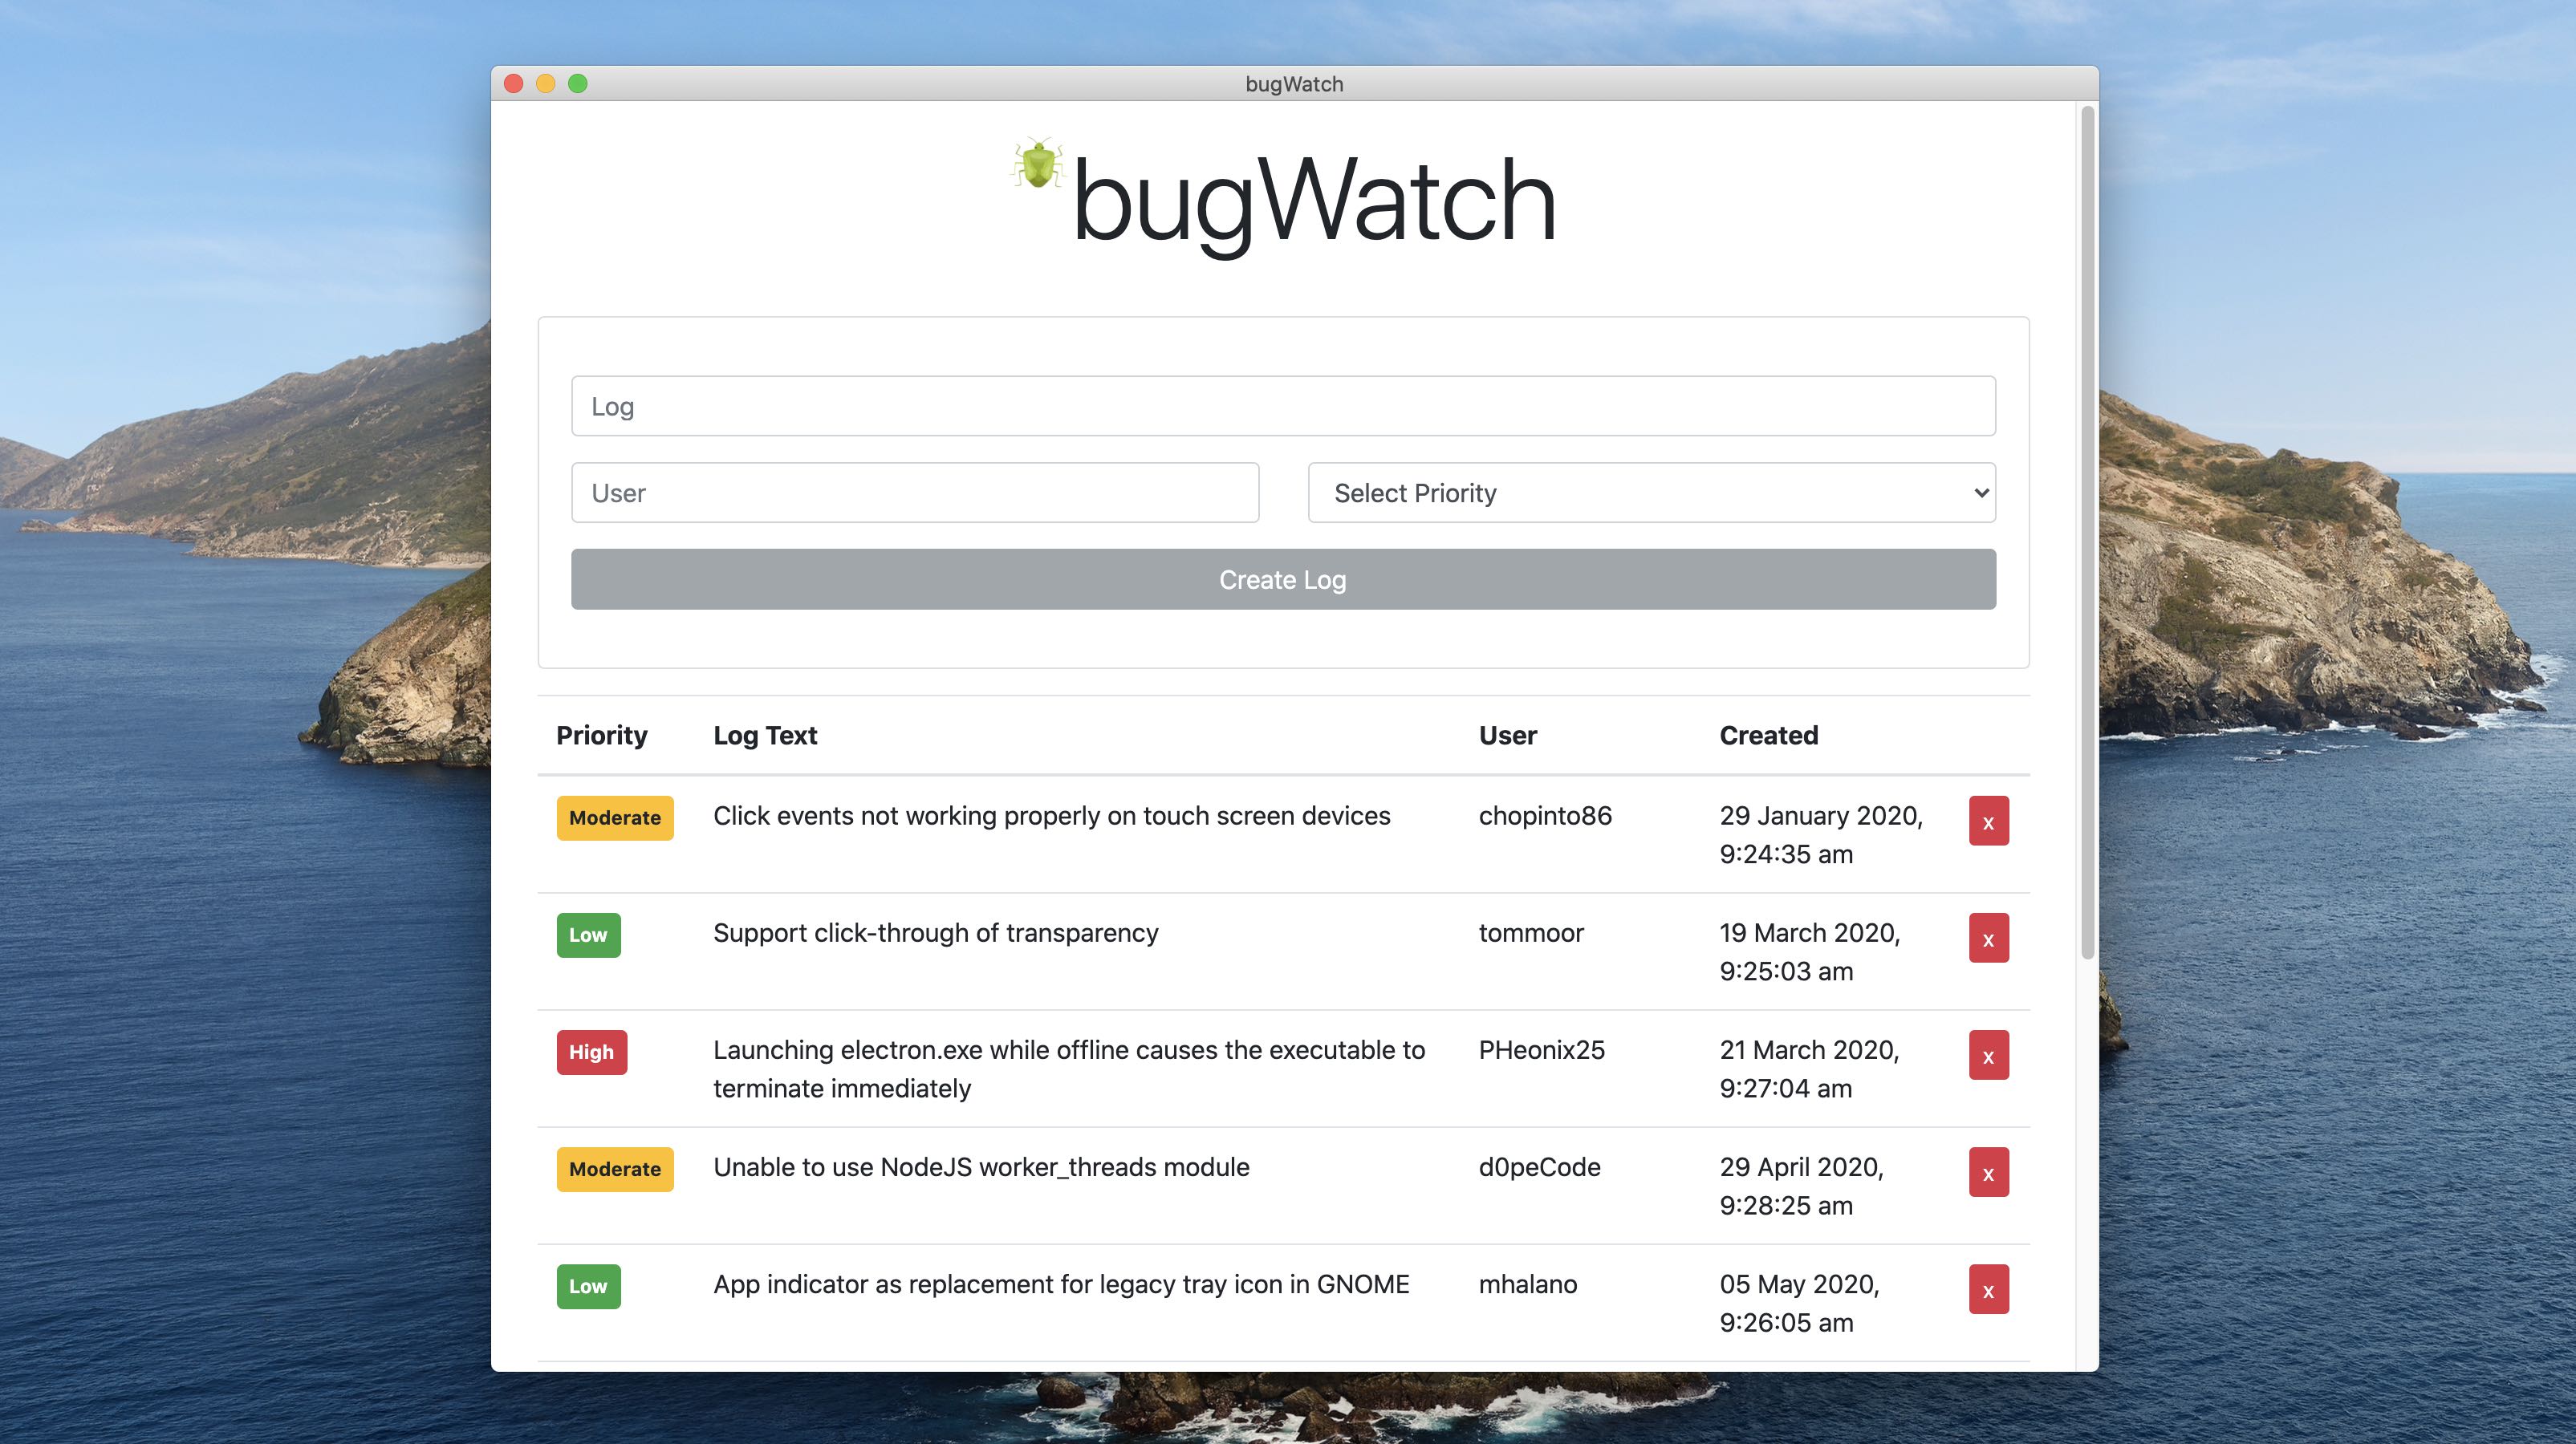 bugWatch
bugWatch
Log
User
Select Priority
Create Log
Priority Log Text User Created
Moderate Click events not working properly on touch screen devices chopinto86 29 January 2020, x
9:24:35 am
Low Support click-through of transparency tommoor 19 March 2020, x
9:25:03 am
High Launching electron.exe while offline causes the executable to PHeonix25 21 March 2020, x
terminate immediately 9:27:04 am
Moderate Unable to use NodeJS worker_threads module d0peCode 29 April 2020, x
9:28:25 am
Low App indicator as replacement for legacy tray icon in GNOME mhalano 05 May 2020, x
9:26:05 am